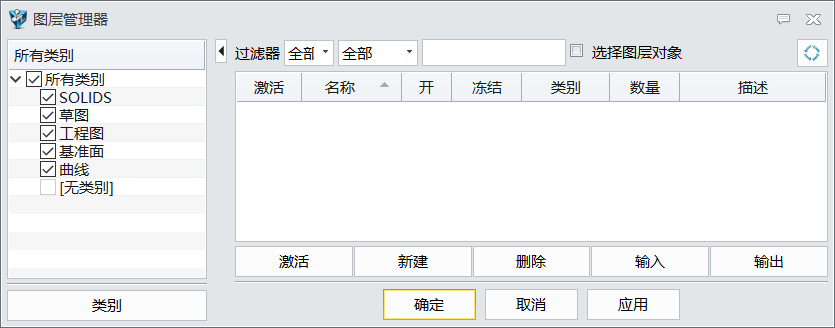 图层管理器
所有类别
所有类别
SOLIDS
草图
工程图
基准面
曲线
[无类别]
类别
过滤器 全部 全部 选择图层对象
激活 名称 开 冻结 类别 数量 描述
激活 新建 删除 输入 输出
确定 取消 应用